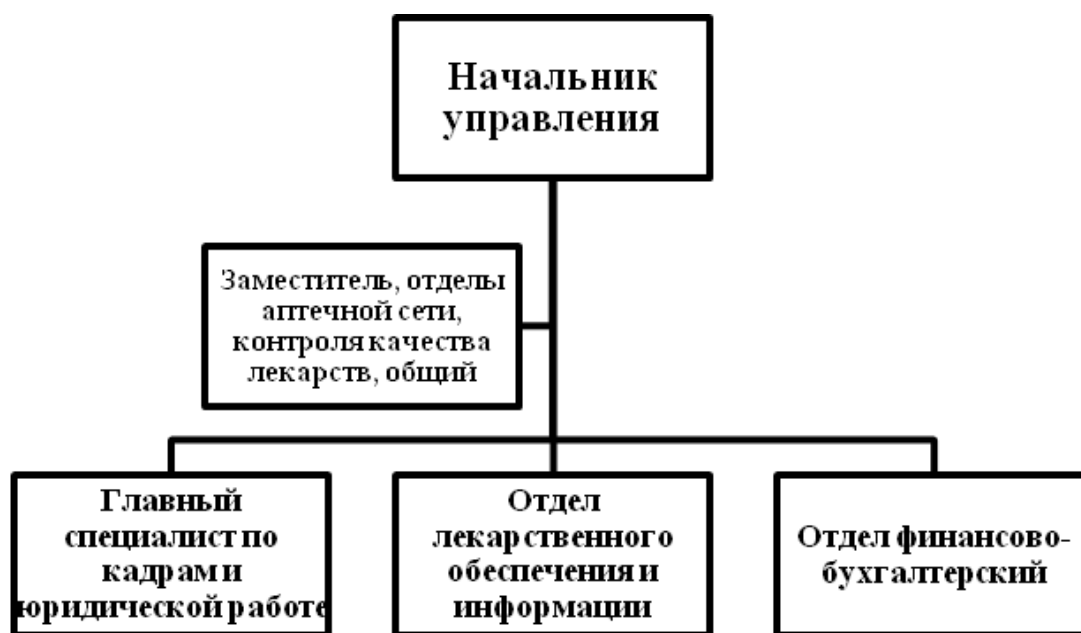 Начальник
управления
Заместитель, отделы
аптечной сети,
контроля качества
лекарств, общий
Главный
специалист по
кадрам и
юридической работе
Отдел
лекарственного
обеспечения и
информации
Отдел финансово-
бухгалтерский